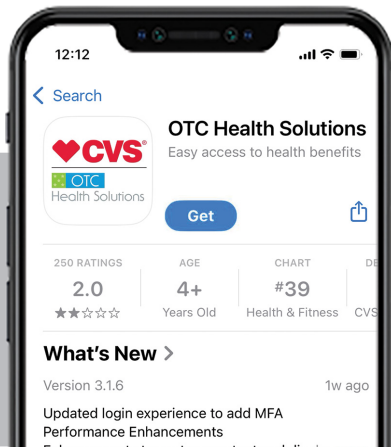 12:12
Search
CVS®
OTC
Health Solutions
OTC Health Solutions
Easy access to health benefits
Get
250 RATINGS
AGE
CHART
2.0
4+
#39
★★☆☆☆
Years Old
Health & Fitness
CVS
What's New
Version 3.1.6
1w ago
Updated login experience to add MFA
Performance Enhancements